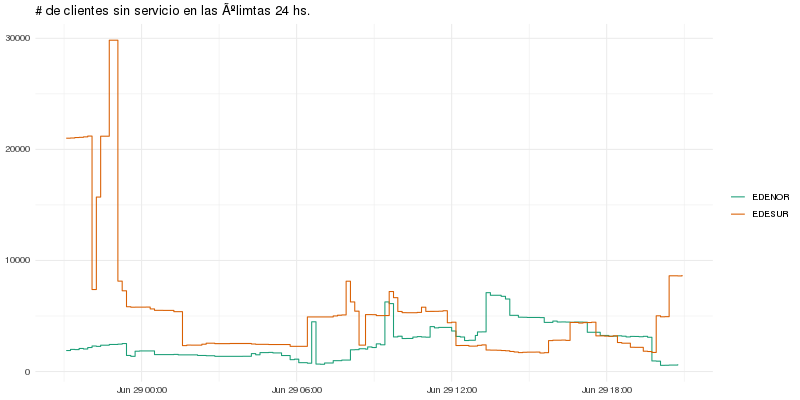 # de clientes sin servicio en las Ãºlimtas 24 hs.
30000
20000
10000
0
Jun 29 00:00
Jun 29 06:00
Jun 29 12:00
Jun 29 18:00
EDENOR
EDESUR